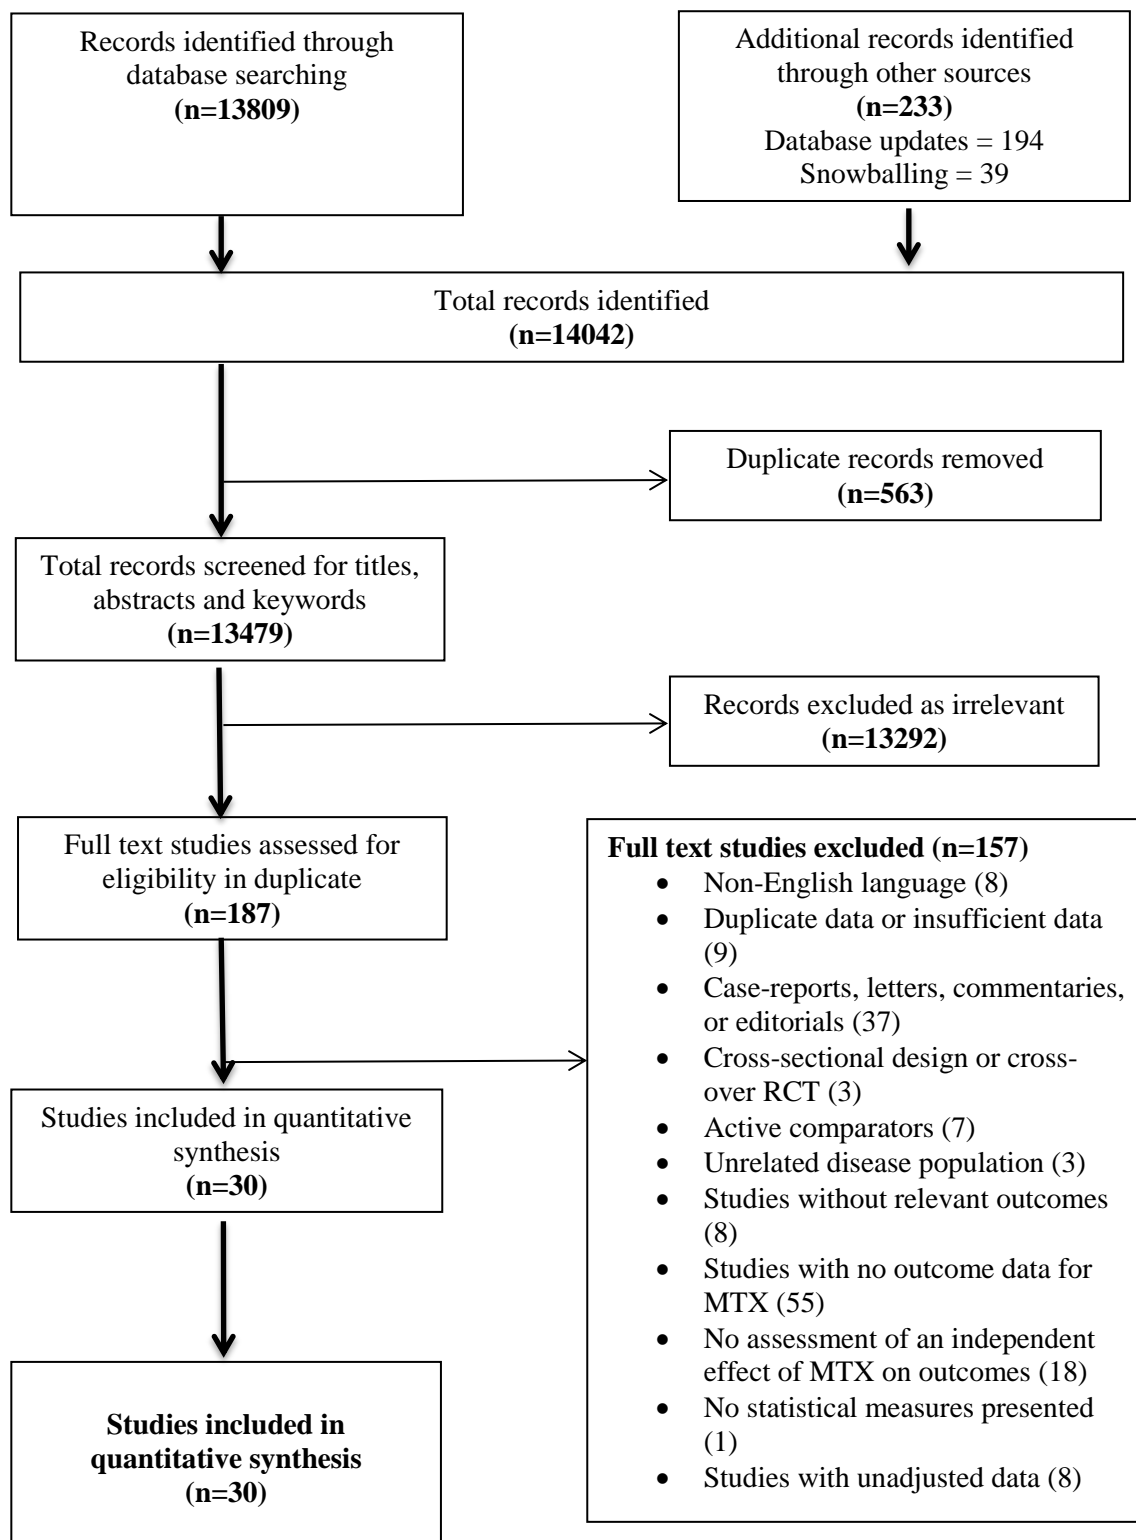 Records identified through
database searching
(n=13809)
Additional records identified
through other sources
(n=233)
Database updates = 194
Snowballing = 39
Total records identified
(n=14042)
Duplicate records removed
(n=563)
Total records screened for titles,
abstracts and keywords
(n=13479)
Records excluded as irrelevant
(n=13292)
Full text studies assessed for
eligibility in duplicate
(n=187)
Full text studies excluded (n=157)
• Non-English language (8)
• Duplicate data or insufficient data
(9)
• Case-reports, letters, commentaries,
or editorials (37)
• Cross-sectional design or cross-
over RCT (3)
• Active comparators (7)
• Unrelated disease population (3)
• Studies without relevant outcomes
(8)
• Studies with no outcome data for
MTX (55)
• No assessment of an independent
effect of MTX on outcomes (18)
• No statistical measures presented
(1)
• Studies with unadjusted data (8)
Studies included in quantitative
synthesis
(n=30)
Studies included in
quantitative synthesis
(n=30)